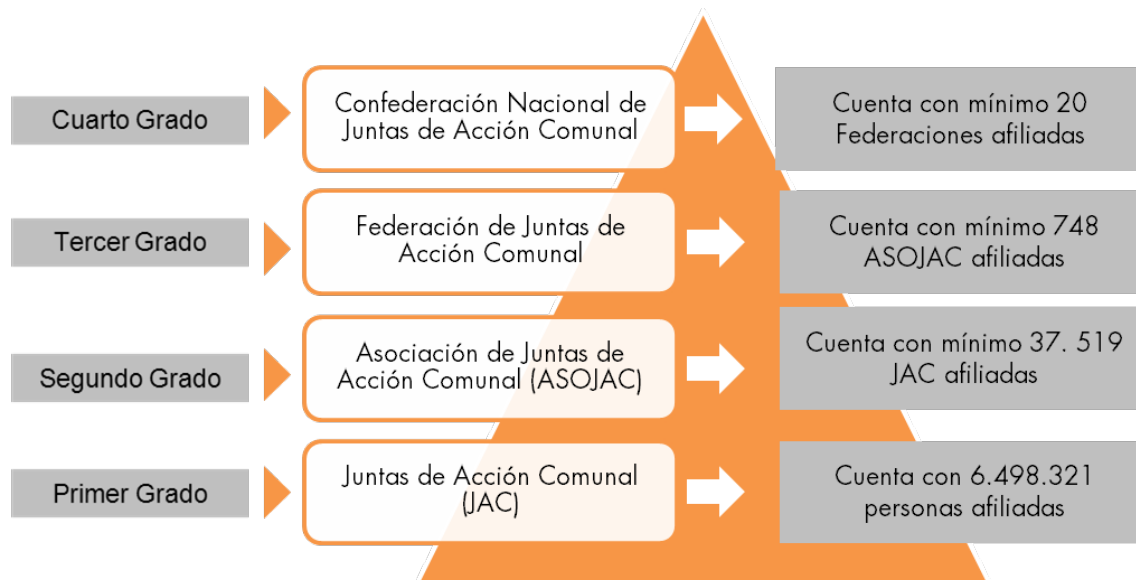 Cuarto Grado
Confederación Nacional de
Juntas de Acción Comunal
Cuenta con mínimo 20
Federaciones afiliadas
Tercer Grado
Federación de Juntas de
Acción Comunal
Cuenta con mínimo 748
ASOJAC afiliadas
Segundo Grado
Asociación de Juntas de
Acción Comunal (ASOJAC)
Cuenta con mínimo 37. 519
JAC afiliadas
Primer Grado
Juntas de Acción Comunal
(JAC)
Cuenta con 6.498.321
personas afiliadas